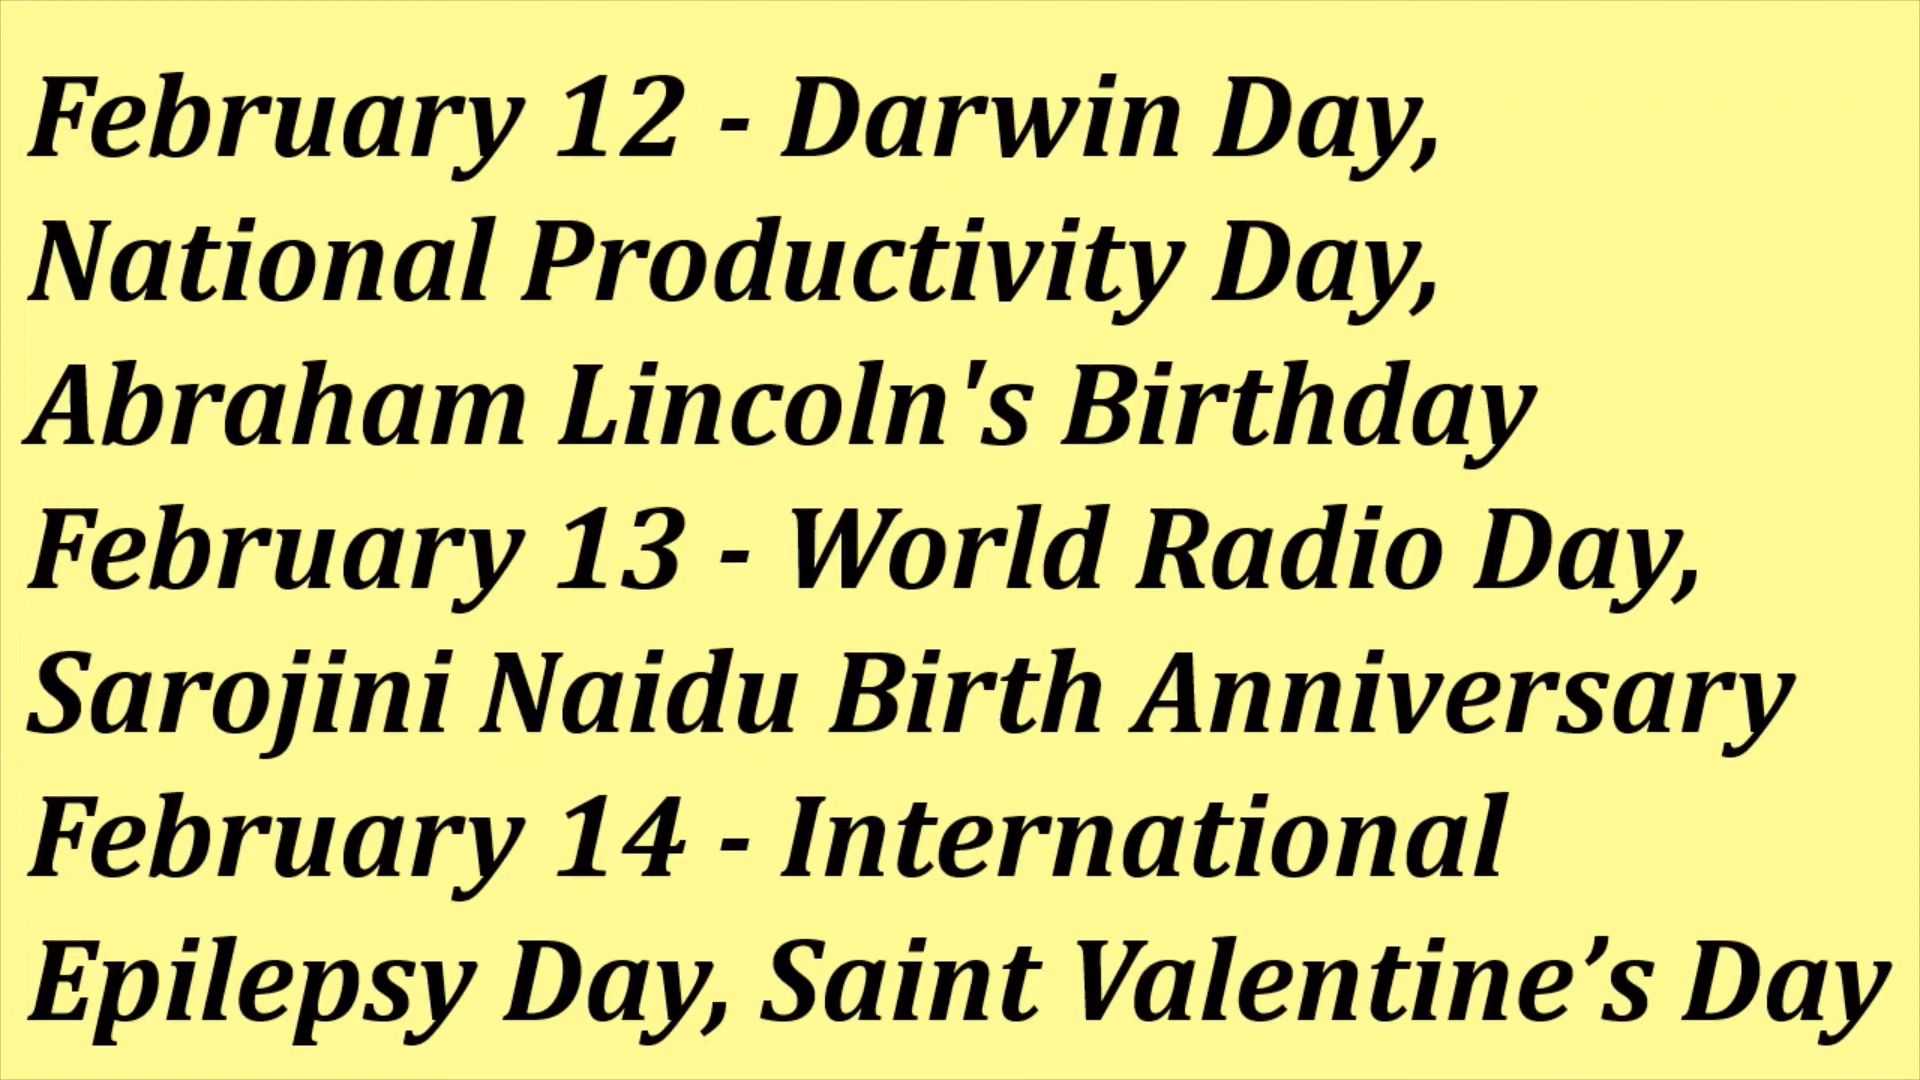 February 12 - Darwin Day,
National Productivity Day,
Abraham Lincoln's Birthday
February 13 - World Radio Day,
Sarojini Naidu Birth Anniversary
February 14 - International
Epilepsy Day, Saint Valentine’s Day